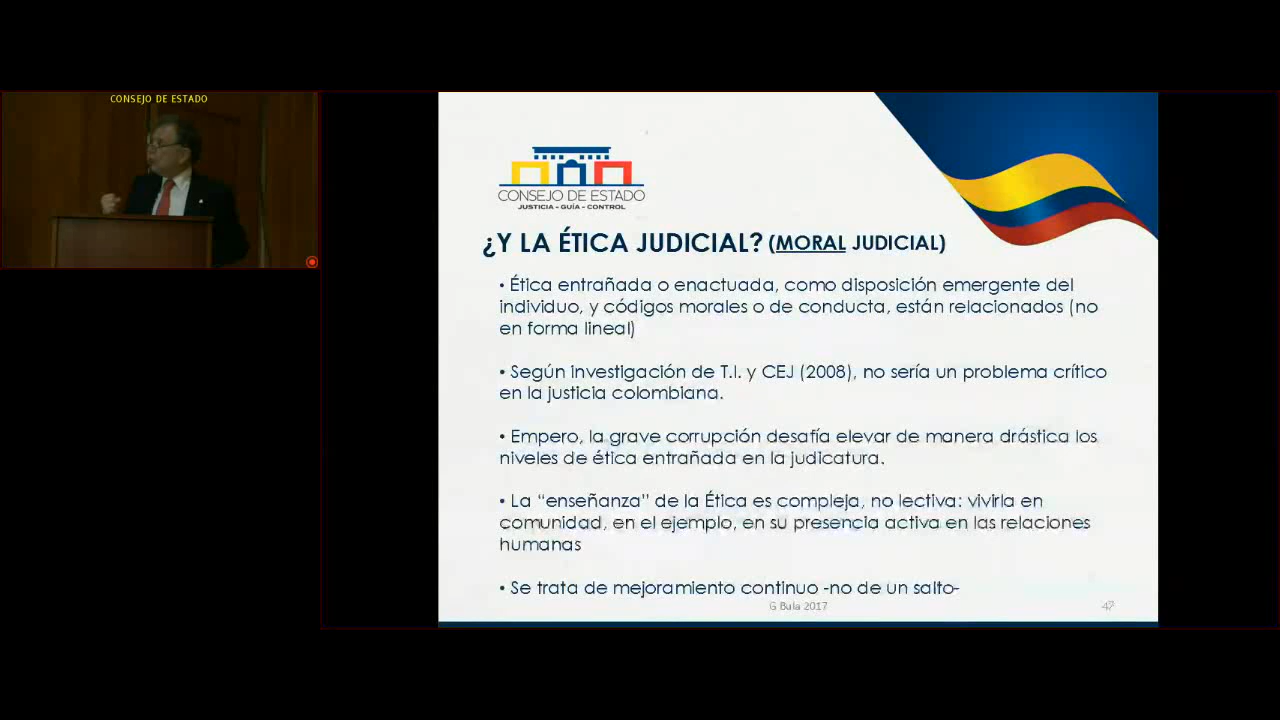 CONSEJO DE ESTADO
CONSEJO DE ESTADO
JUSTICIA - GUÍA - CONTROL
¿Y LA ÉTICA JUDICIAL? (MORAL JUDICIAL)
• Ética entrañada o enactuada, como disposición emergente del
individuo, y códigos morales o de conducta, están relacionados (no
en forma lineal)
• Según investigación de T.I. y CEJ (2008), no sería un problema crítico
en la justicia colombiana.
• Empero, la grave corrupción desafía elevar de manera drástica los
niveles de ética entrañada en la judicatura.
• La “enseñanza” de la Ética es compleja, no lectiva: vivirla en
comunidad, en el ejemplo, en su presencia activa en las relaciones
humanas
• Se trata de mejoramiento continuo -no de un salto-
G Bula 2017
47